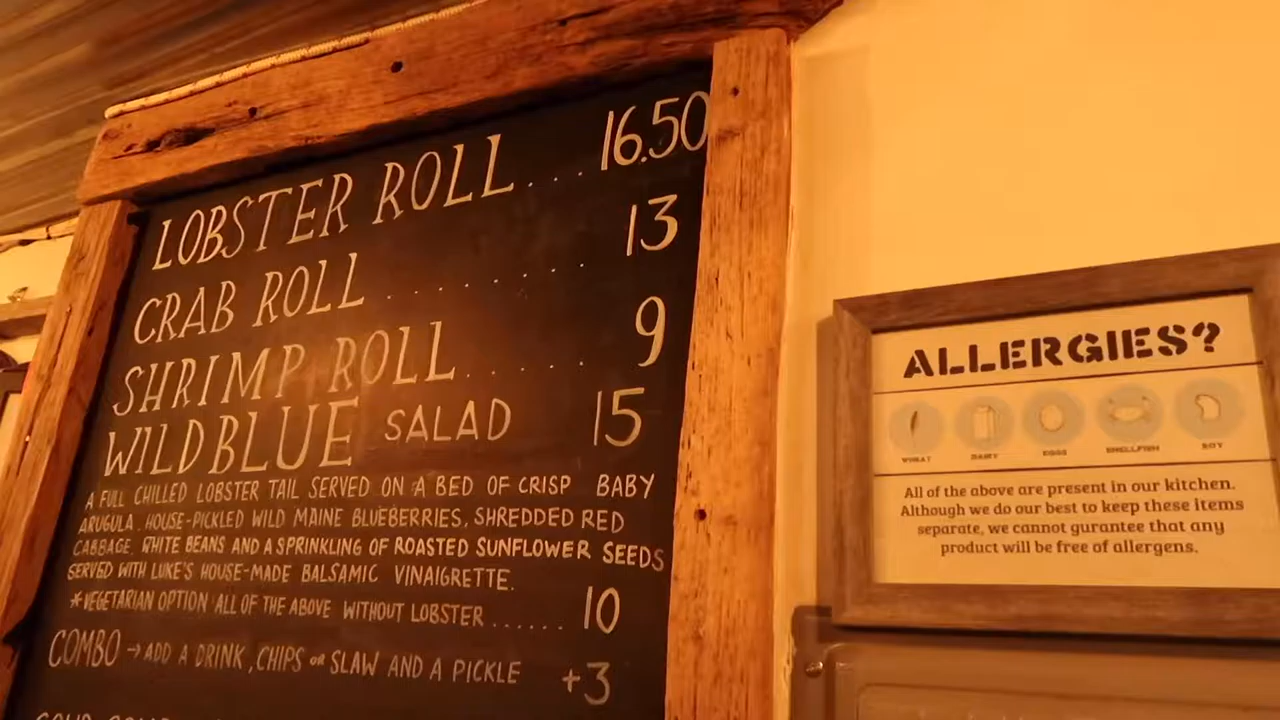 LOBSTER ROLL... 16.50
CRAB ROLL ........ 13
SHRIMP ROLL....... 9
WILD BLUE SALAD 15
A FULL CHILLED LOBSTER TAIL SERVED ON A BED OF CRISP BABY
ARUGULA, HOUSE-PICKLED WILD MAINE BLUEBERRIES, SHREDDED RED
CABBAGE, WHITE BEANS AND A SPRINKLING OF ROASTED SUNFLOWER SEEDS
SERVED WITH LUKE'S HOUSE-MADE BALSAMIC VINAIGRETTE.
*VEGETARIAN OPTION ALL OF THE ABOVE WITHOUT LOBSTER ...... 10
COMBO → ADD A DRINK, CHIPS or SLAW AND A PICKLE +3
ALLERGIES?
WHEAT DAIRY EGGS SHELLFISH SOY
All of the above are present in our kitchen.
Although we do our best to keep these items
separate, we cannot gurantee that any
product will be free of allergens.